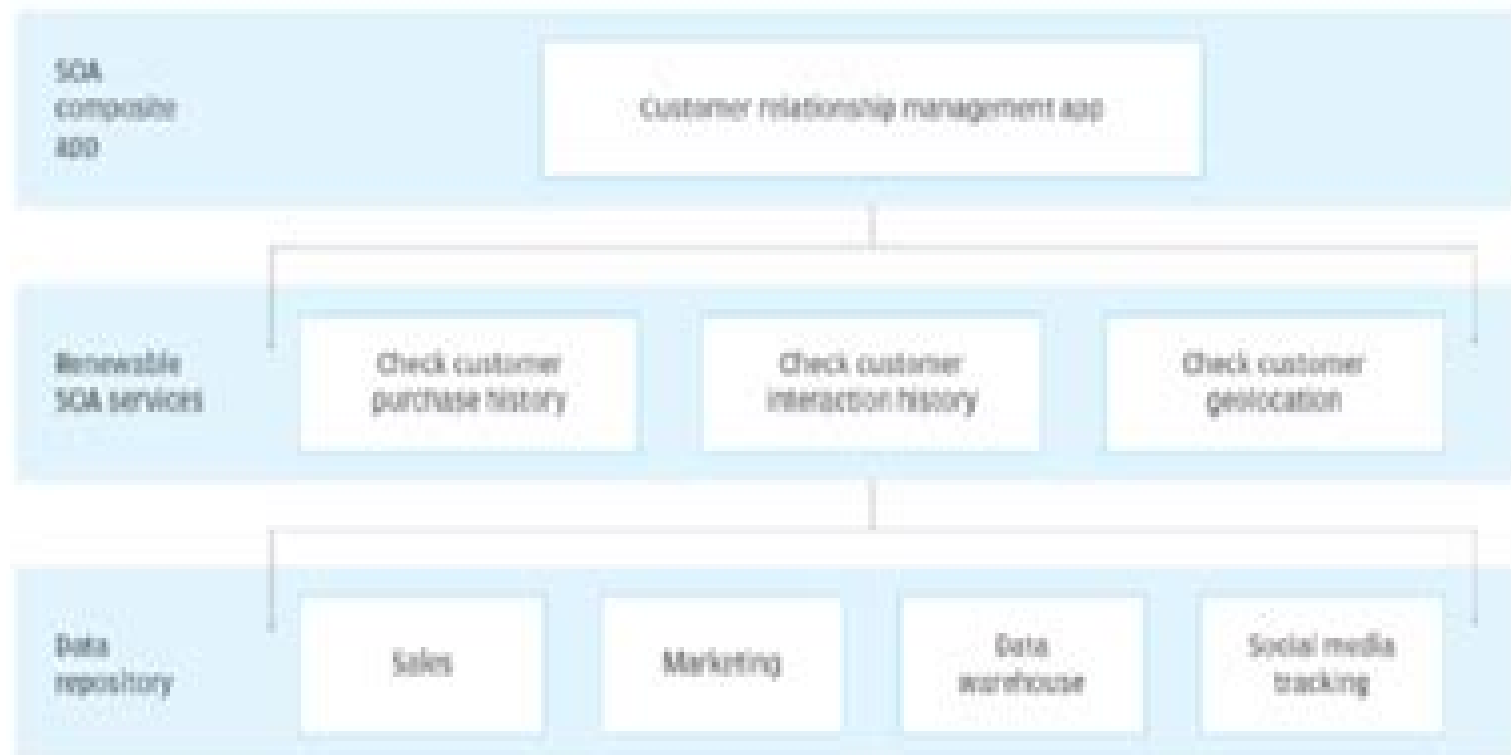 SOA
composite
app
Customer relationship management app
Renewable
SOA services
Check customer
purchase history
Check customer
interaction history
Check customer
geolocation
Data
repository
Sales
Marketing
Data
warehouse
Social media
tracking